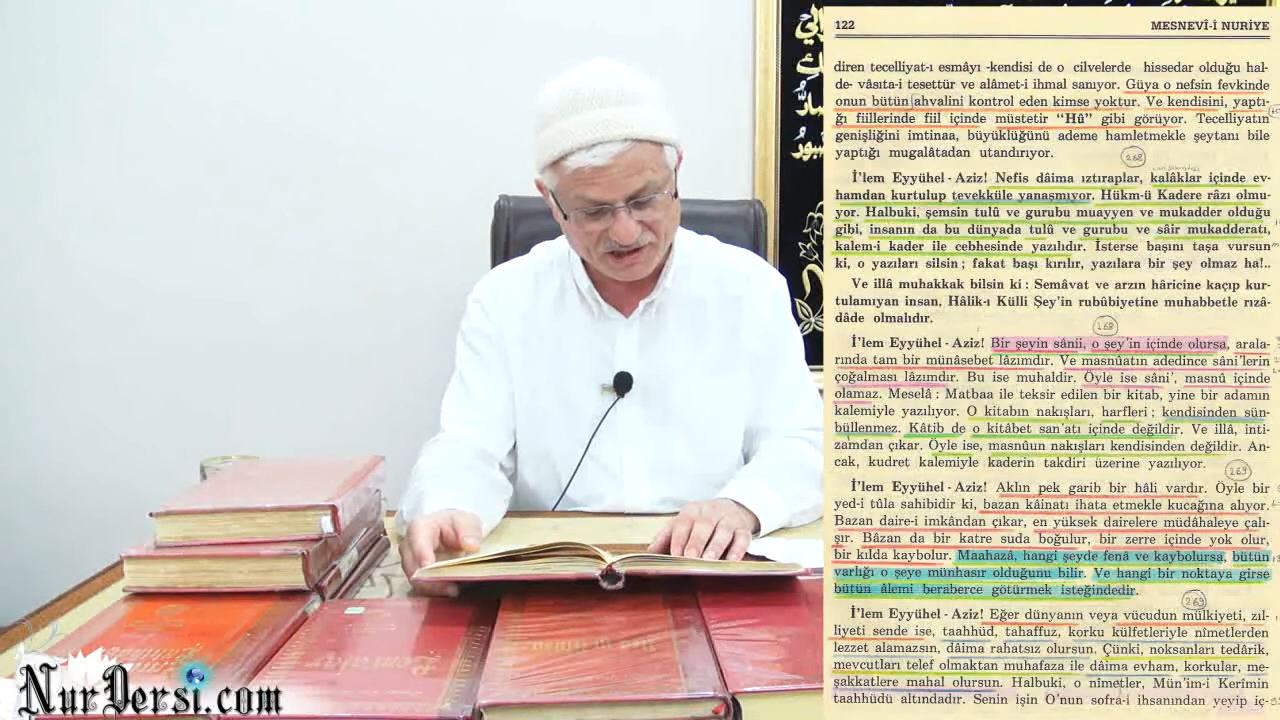 122 MESNEVÎ-İ NURİYE
diren tecelliyat-ı esmâyı -kendisi de o cilvelerde hissedar olduğu hal-
de- vâsıta-i tesettür ve alâmet-i ihmal sanıyor. Güya o nefsin fevkinde
onun bütün ahvalini kontrol eden kimse yoktur. Ve kendisini, yaptı-
ğı fiillerinde fiil içinde müstetir "Hû" gibi görüyor. Tecelliyatın
genişliğini imtinaa, büyüklüğünü ademe hamletmekle şeytanı bile
yaptığı mugalâtadan utandırıyor.
268
İ'lem Eyyühel - Aziz! Nefis dâima ıztıraplar, kalâklar içinde ev-
hamdan kurtulup tevekküle yanaşmıyor. Hükm-ü Kadere râzı olmu-
yor. Halbuki, şemsin tulû ve gurubu muayyen ve mukadder olduğu
gibi, insanın da bu dünyada tulû ve gurubu ve sâir mukadderatı,
kalem-i kader ile cebhesinde yazılıdır. İsterse başını taşa vursun
ki, o yazıları silsin; fakat başı kırılır, yazılara bir şey olmaz ha!..
Ve illâ muhakkak bilsin ki: Semâvat ve arzın hâricine kaçıp kur-
tulamıyan insan, Hâlik-ı Külli Şey'in rubûbiyetine muhabbetle rızâ-
dâde olmalıdır.
168
İ'lem Eyyühel - Aziz! Bir şeyin sânii, o şey'in içinde olursa, arala-
rında tam bir münâsebet lâzımdır. Ve masnûatın adedince sâni'lerin
çoğalması lâzımdır. Bu ise muhaldir. Öyle ise sâni', masnû içinde
olamaz. Meselâ: Matbaa ile teksir edilen bir kitab, yine bir adamın
kalemiyle yazılıyor. O kitabın nakışları, harfleri; kendisinden sün-
büllenmez. Kâtib de o kitâbet san'atı içinde değildir. Ve illâ, inti-
zamdan çıkar. Öyle ise, masnûun nakışları kendisinden değildir. An-
cak, kudret kalemiyle kaderin takdiri üzerine yazılıyor.
269
İ'lem Eyyühel - Aziz! Aklın pek garib bir hâli vardır. Öyle bir
yed-i tûla sahibidir ki, bazan kâinatı ihata etmekle kucağına alıyor.
Bazan daire-i imkândan çıkar, en yüksek dairelere müdâhaleye çalı-
şır. Bâzan da bir katre suda boğulur, bir zerre içinde yok olur,
bir kılda kaybolur. Maahazâ, hangi şeyde fenâ ve kaybolursa, bütün
varlığı o şeye münhasır olduğunu bilir. Ve hangi bir noktaya girse
bütün âlemi beraberce götürmek isteğindedir.
269
İ'lem Eyyühel - Aziz! Eğer dünyanın veya vücudun mülkiyeti, zıl-
liyeti sende ise, taahhüd, tahaffuz, korku külfetleriyle nîmetlerden
lezzet alamazsın, dâima rahatsız olursun. Çünki, noksanları tedârik,
mevcutları telef olmaktan muhafaza ile dâima evham, korkular, me-
şakkatlere mahal olursun. Halbuki, o nîmetler, Mün'im-i Kerîmin
taahhüdü altındadır. Senin işin O'nun sofra-i ihsanından yeyip iç-
NurDersi.com